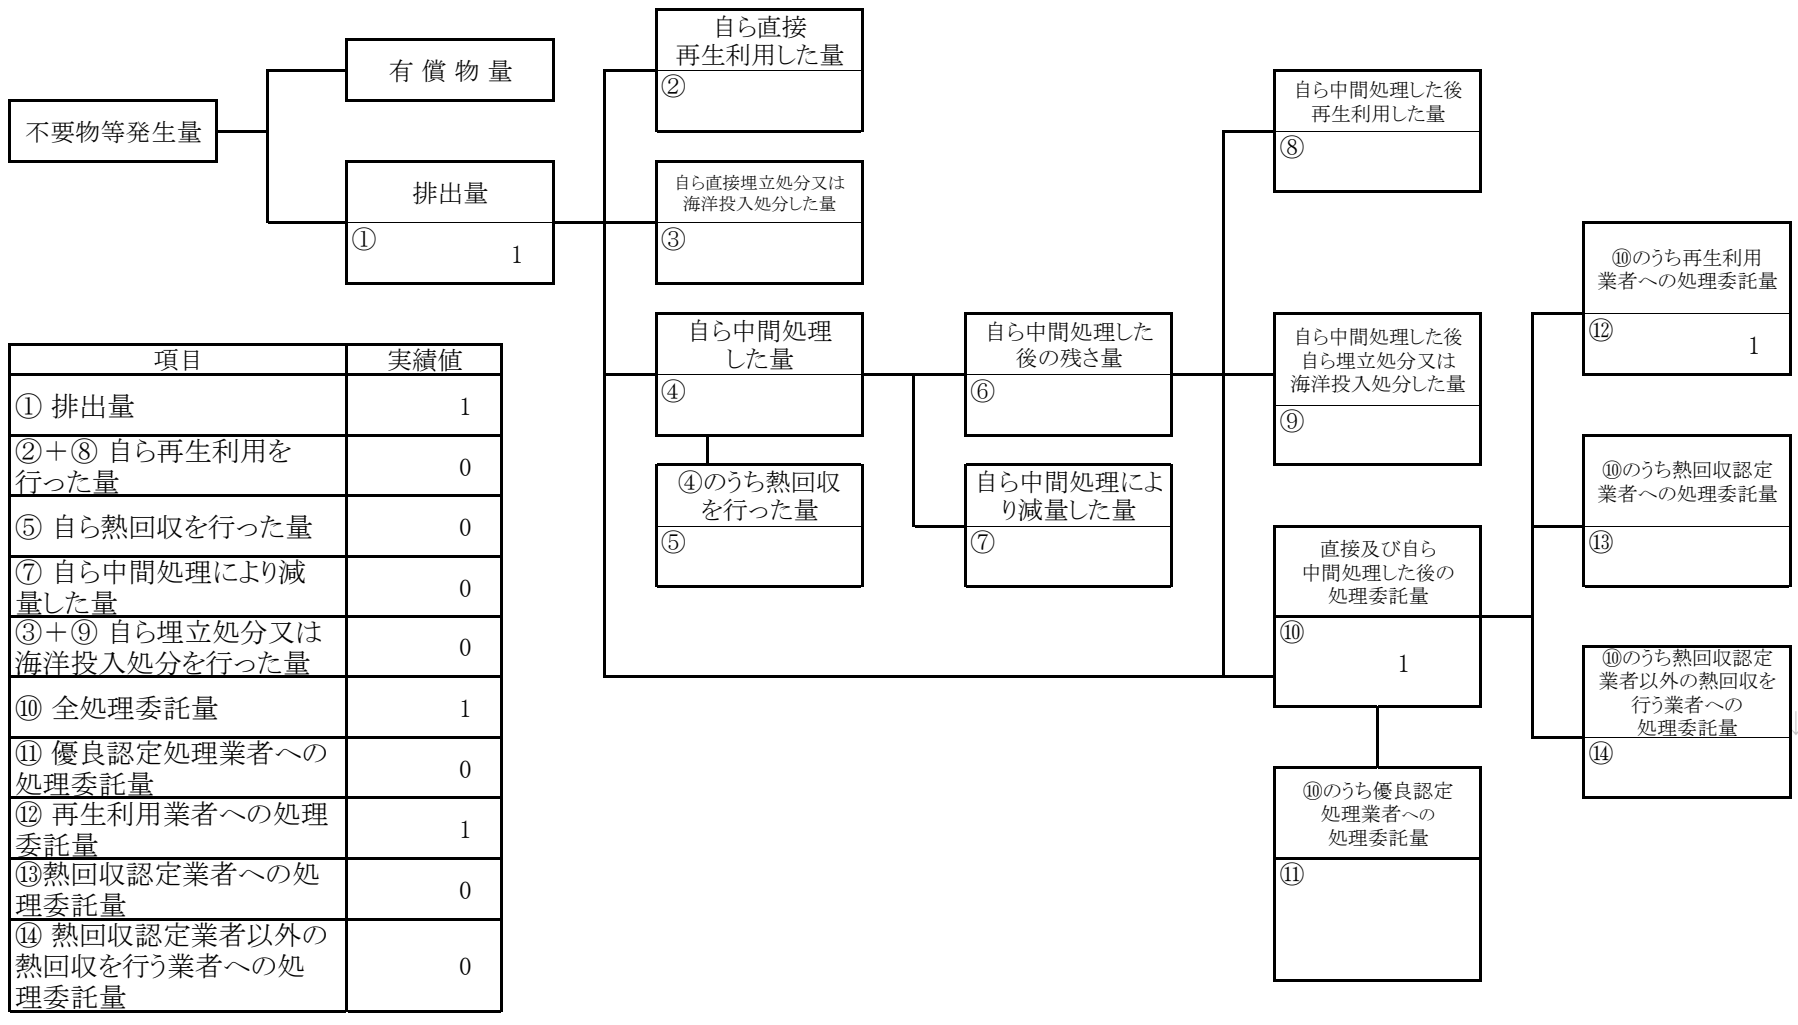 不要物等発生量
有償物量
排出量
①
1
自ら直接
再生利用した量
②
自ら直接埋立処分又は
海洋投入処分した量
③
自ら中間処理
した量
④
④のうち熱回収
を行った量
⑤
自ら中間処理した
後の残さ量
⑥
自ら中間処理によ
り減量した量
⑦
自ら中間処理した後
再生利用した量
⑧
自ら中間処理した後
自ら埋立処分又は
海洋投入処分した量
⑨
直接及び自ら
中間処理した後の
処理委託量
⑩
1
⑩のうち優良認定
処理業者への
処理委託量
⑪
⑩のうち再生利用
業者への処理委託量
⑫
1
⑩のうち熱回収認定
業者への処理委託量
⑬
⑩のうち熱回収認定
業者以外の熱回収を
行う業者への
処理委託量
⑭
項目 実績値
① 排出量 1
②＋⑧ 自ら再生利用を
行った量 0
⑤ 自ら熱回収を行った量 0
⑦ 自ら中間処理により減
量した量 0
③＋⑨ 自ら埋立処分又は
海洋投入処分を行った量 0
⑩ 全処理委託量 1
⑪ 優良認定処理業者への
処理委託量 0
⑫ 再生利用業者への処理
委託量 1
⑬熱回収認定業者への処
理委託量 0
⑭ 熱回収認定業者以外の
熱回収を行う業者への処
理委託量 0